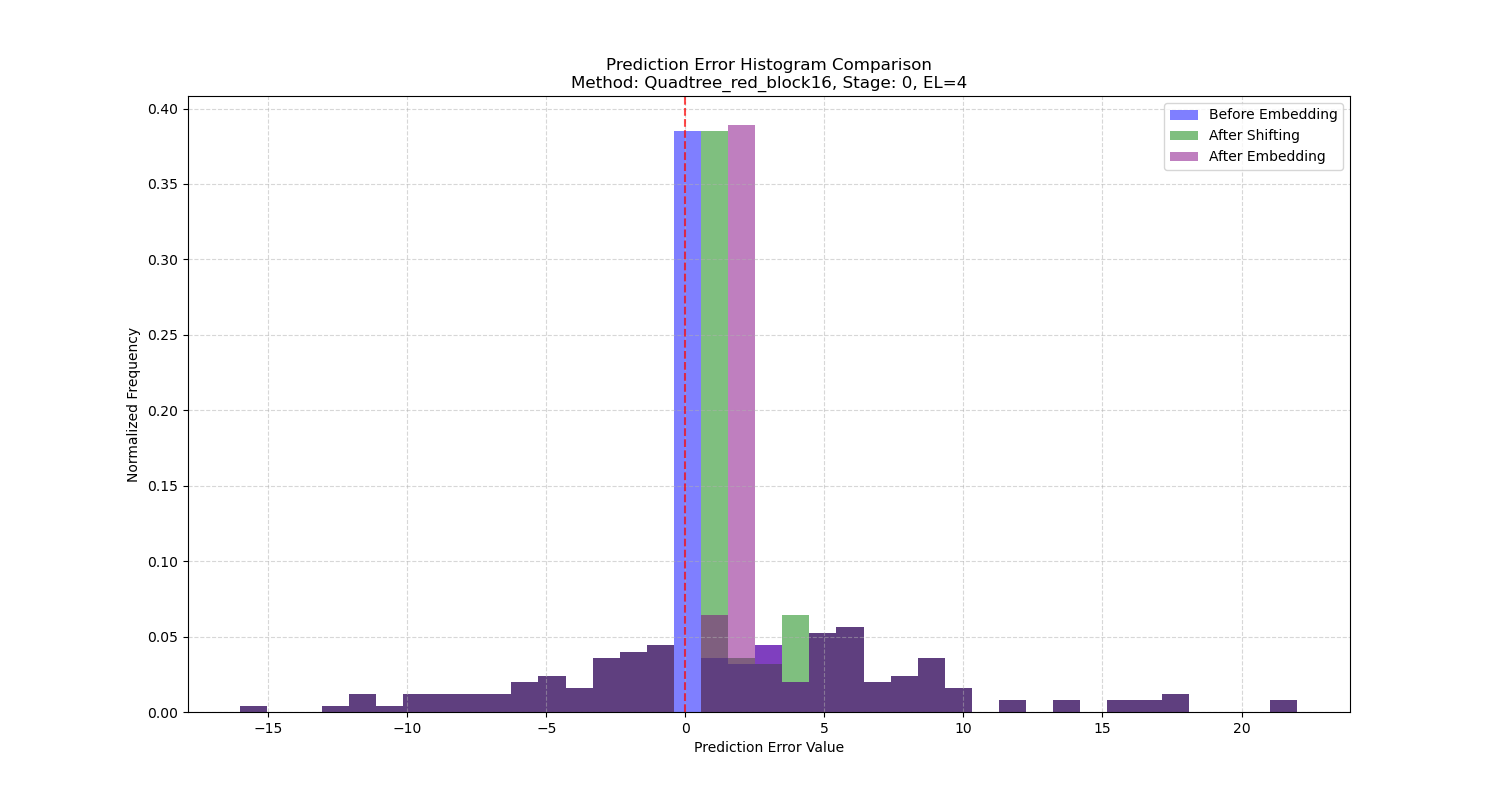 Prediction Error Histogram Comparison
Method: Quadtree_red_block16, Stage: 0, EL=4
Before Embedding
After Shifting
After Embedding
Normalized Frequency
0.40
0.35
0.30
0.25
0.20
0.15
0.10
0.05
0.00
−15
−10
−5
0
5
10
15
20
Prediction Error Value